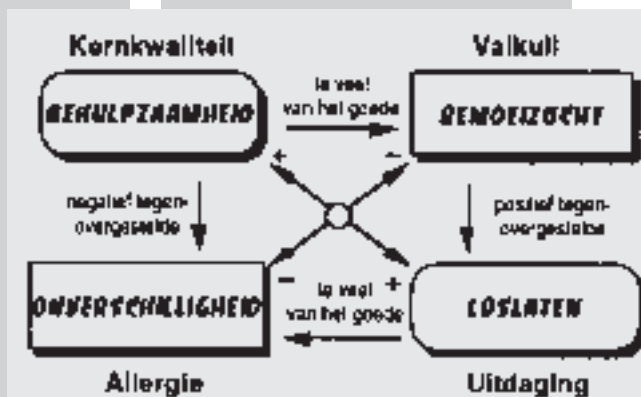 Kernkwaliteit
Valkuil
BEHULPZAAMHEID
te veel
van het goede
BEMOEIZUCHT
+
-
negatief tegen-
overgestelde
positief tegen-
overgestelde
-
te veel
+
van het goede
ONVERSCHILLIGHEID
LOSLATEN
Allergie
Uitdaging